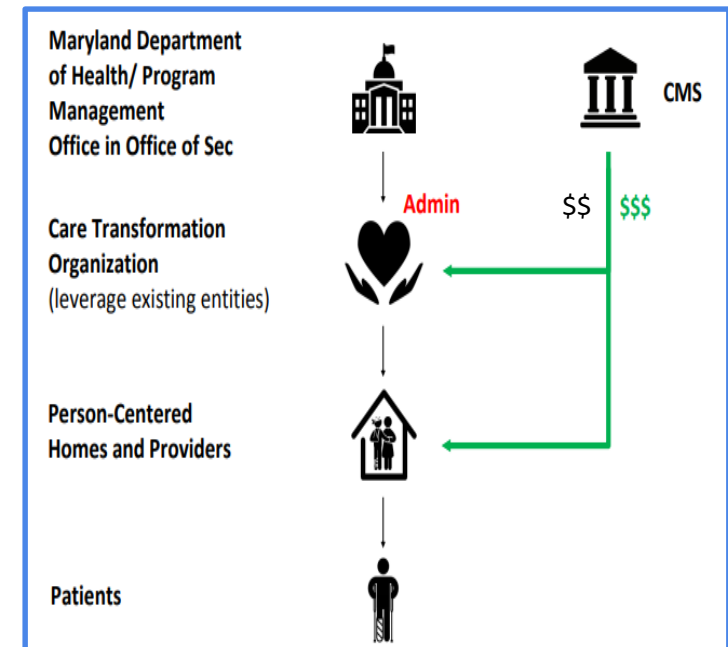 Maryland Department
of Health/ Program
Management
Office in Office of Sec
CMS
Admin
$$ $$$
Care Transformation
Organization
(leverage existing entities)
Person-Centered
Homes and Providers
Patients